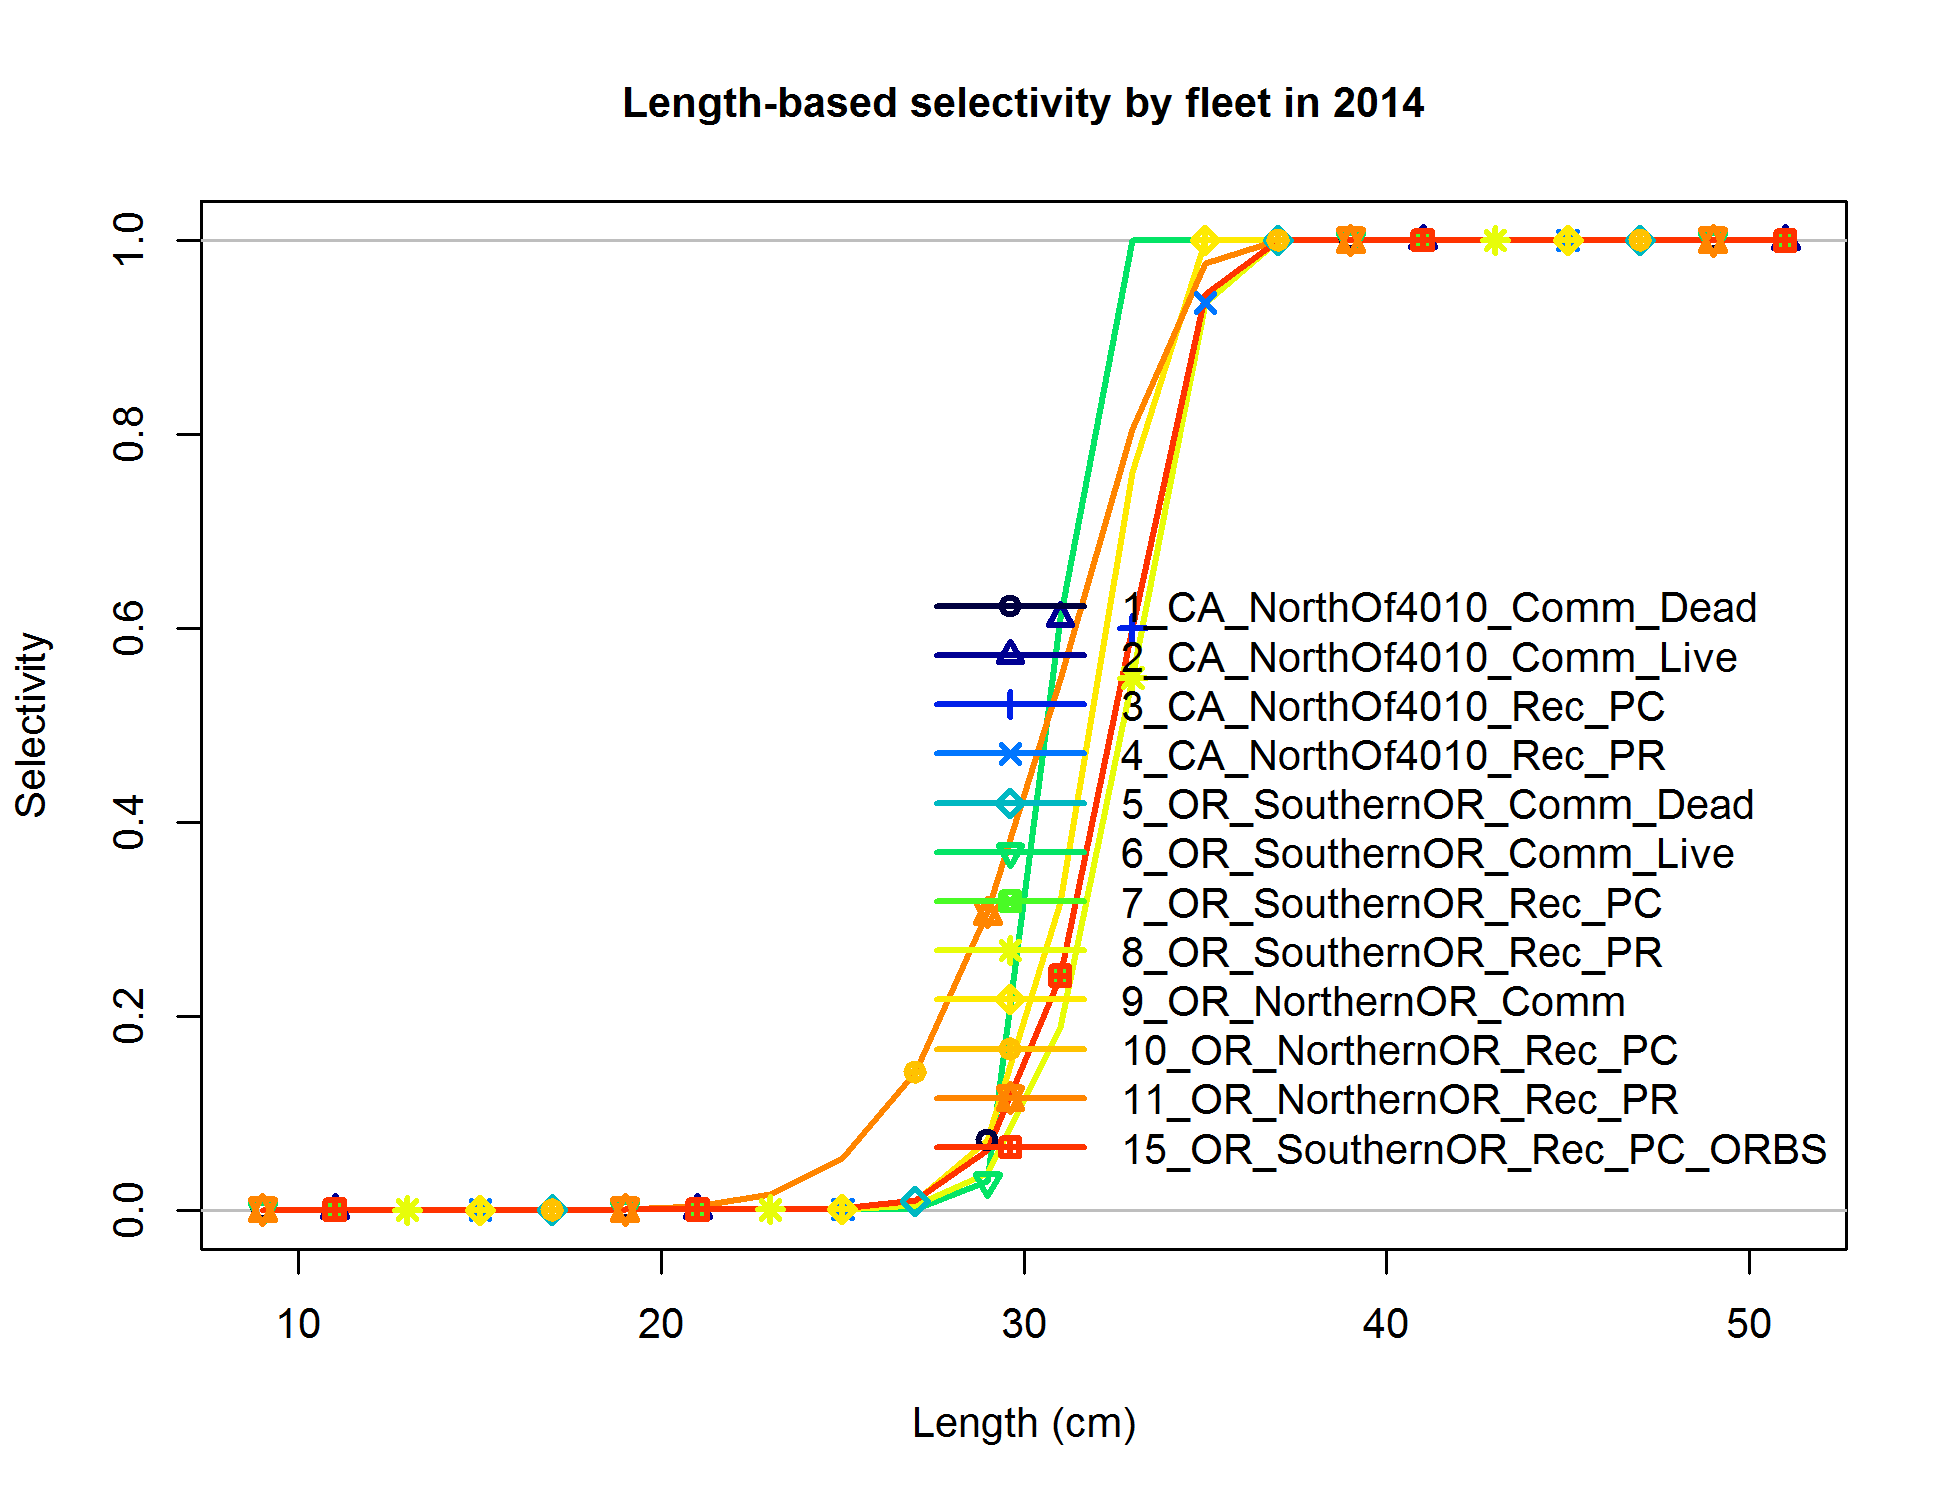 Length-based selectivity by fleet in 2014
Selectivity
1.0
0.8
0.6
0.4
0.2
0.0
1_CA_NorthOf4010_Comm_Dead
2_CA_NorthOf4010_Comm_Live
3_CA_NorthOf4010_Rec_PC
4_CA_NorthOf4010_Rec_PR
5_OR_SouthernOR_Comm_Dead
6_OR_SouthernOR_Comm_Live
7_OR_SouthernOR_Rec_PC
8_OR_SouthernOR_Rec_PR
9_OR_NorthernOR_Comm
10_OR_NorthernOR_Rec_PC
11_OR_NorthernOR_Rec_PR
15_OR_SouthernOR_Rec_PC_ORBS
10 20 30 40 50
Length (cm)